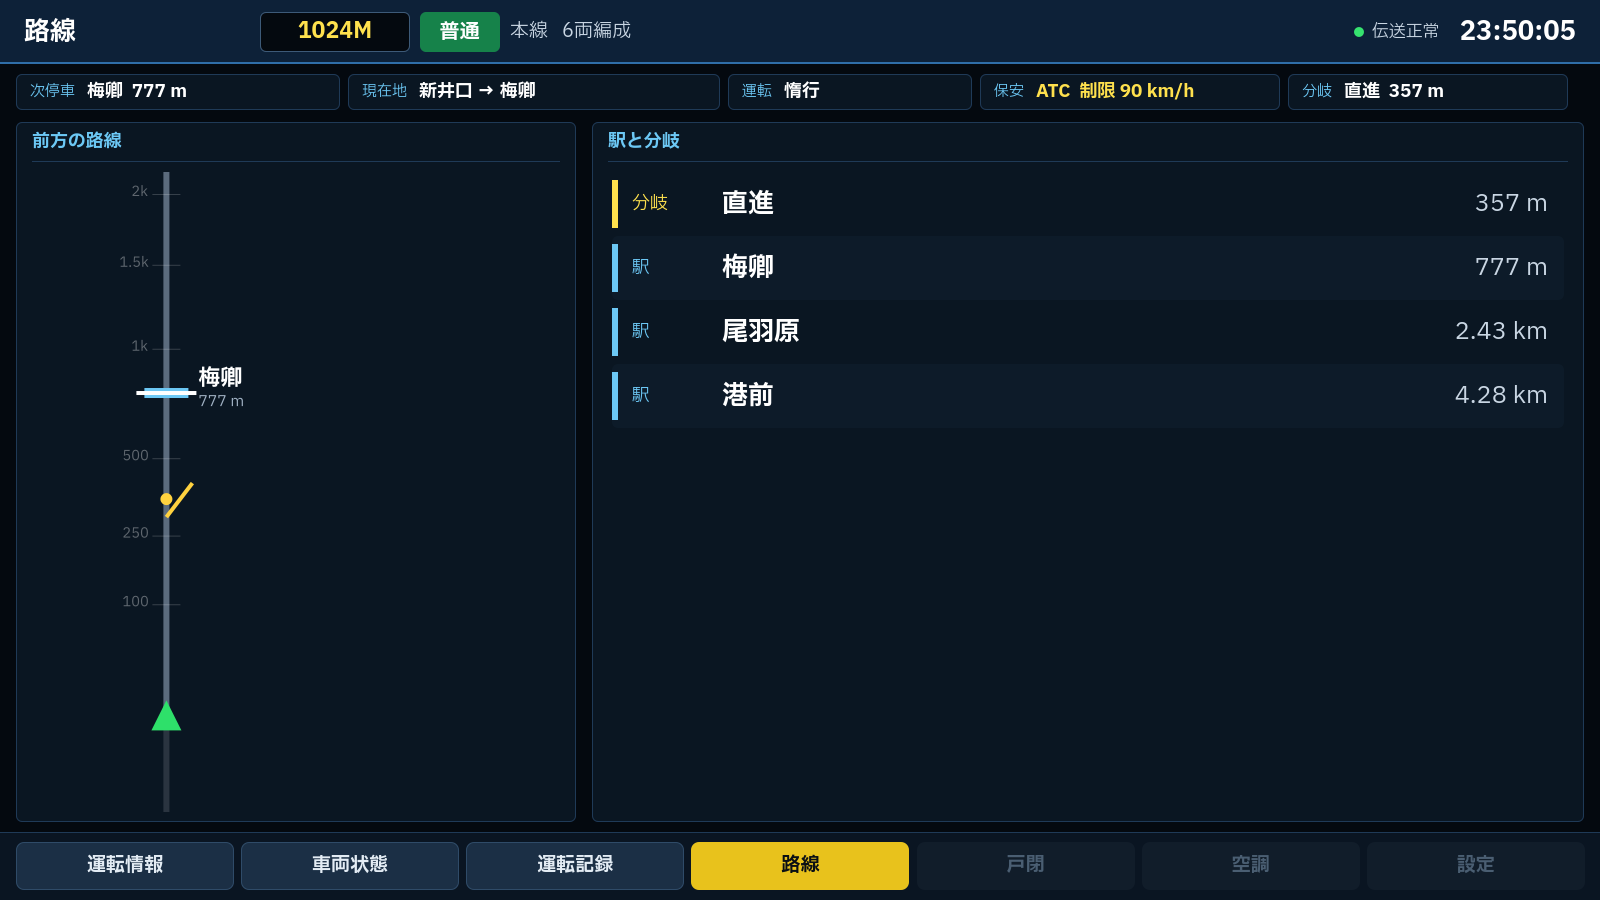 路線
1024M
普通
本線 6両編成
伝送正常
23:50:05
次停車 梅卿 777 m
現在地 新井口 → 梅卿
運転 惰行
保安 ATC 制限 90 km/h
分岐 直進 357 m
前方の路線
2k
1.5k
1k
梅卿
777 m
500
250
100
駅と分岐
分岐 直進 357 m
駅 梅卿 777 m
駅 尾羽原 2.43 km
駅 港前 4.28 km
運転情報
車両状態
運転記録
路線
戸閉
空調
設定